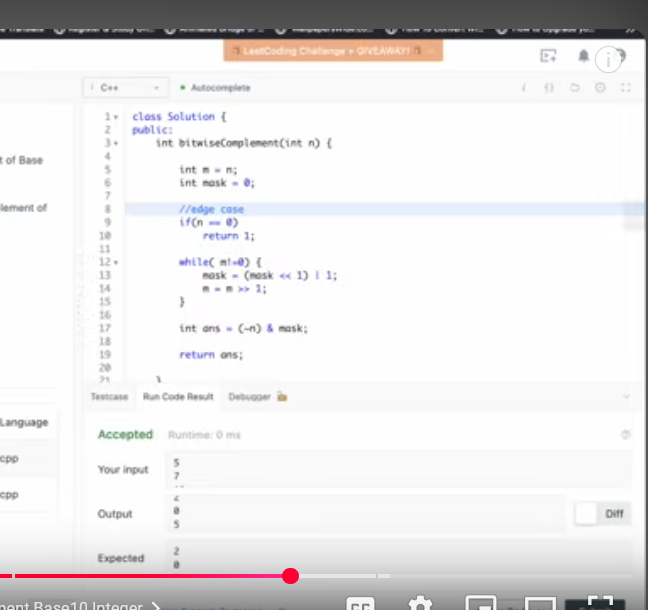 LeetCoding Challenge + GIVEAWAY!
C++
Autocomplete
i {}
t of Base
lement of
1 class Solution {
2 public:
3 int bitwiseComplement(int n) {
4
5 int m = n;
6 int mask = 0;
7
8 //edge case
9 if(n == 0)
10 return 1;
11
12 while( m!=0) {
13 mask = (mask << 1) | 1;
14 m = m >> 1;
15 }
16
17 int ans = (~n) & mask;
18
19 return ans;
20
21 }
Testcase Run Code Result Debugger
Language
cpp
cpp
Accepted Runtime: 0 ms
Your input
5
7
Output
2
0
5
Diff
Expected
2
0
ment Base10 Integer
CC